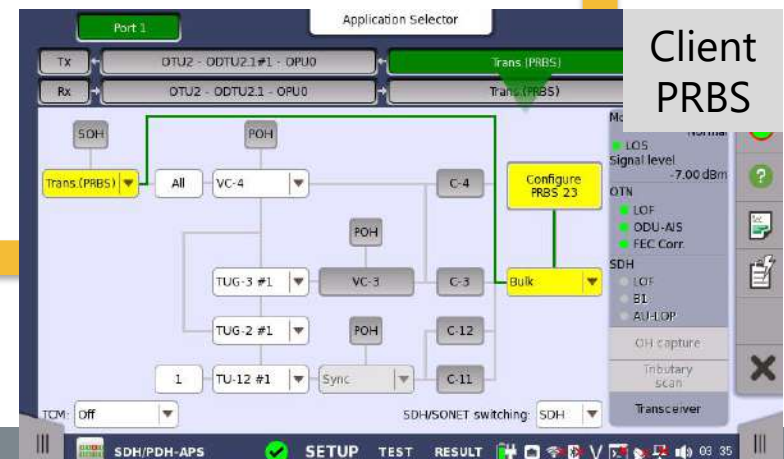 Port 1
Application Selector
Client
PRBS
Tx
OTU2 - ODTU2.1#1 - OPU0
Trans.(PRBS)
Rx
OTU2 - ODTU2.1 - OPU0
Trans.(PRBS)
SOH
POH
Normal
LOS
Signal level
-7.00 dBm
Trans.(PRBS)
All
VC-4
C-4
Configure
PRBS 23
OTN
LOF
ODU-AIS
FEC Corr.
POH
SDH
LOF
B1
AU-LOP
TUG-3 #1
VC-3
C-3
Bulk
TUG-2 #1
POH
C-12
OH capture
1
TU-12 #1
Sync
C-11
Tributary
scan
TCM: Off
SDH/SONET switching: SDH
Transceiver
SDH/PDH-APS
SETUP
TEST
RESULT
03 35